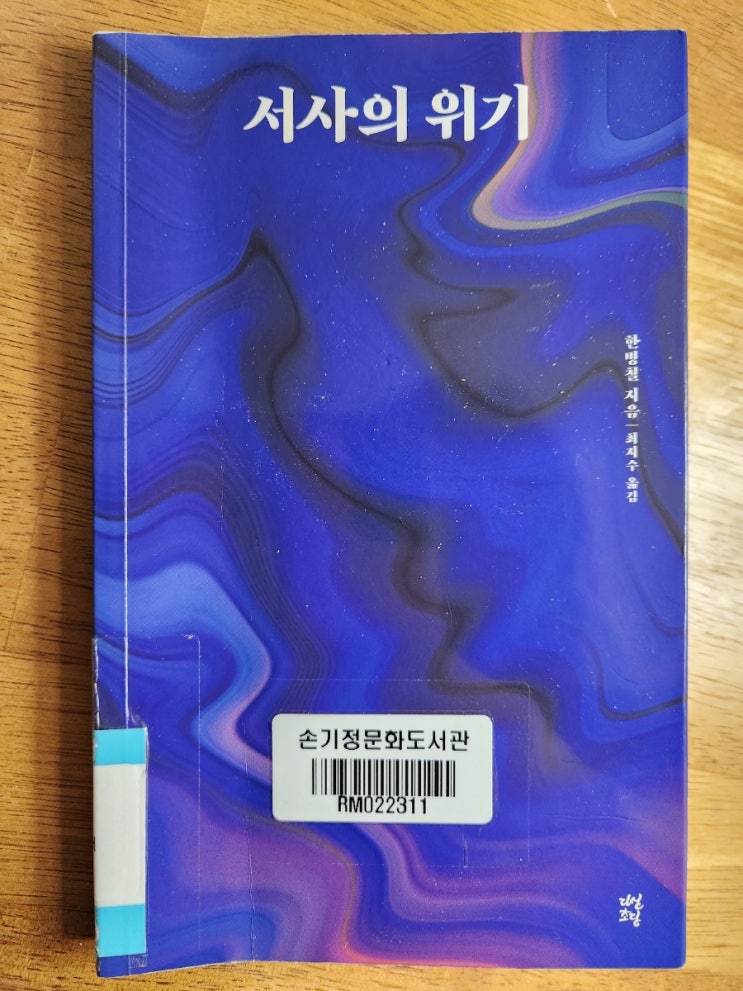 서사의 위기
한병철 지음 | 최지수 옮김
손기정문화도서관
RM022311
다산
초당